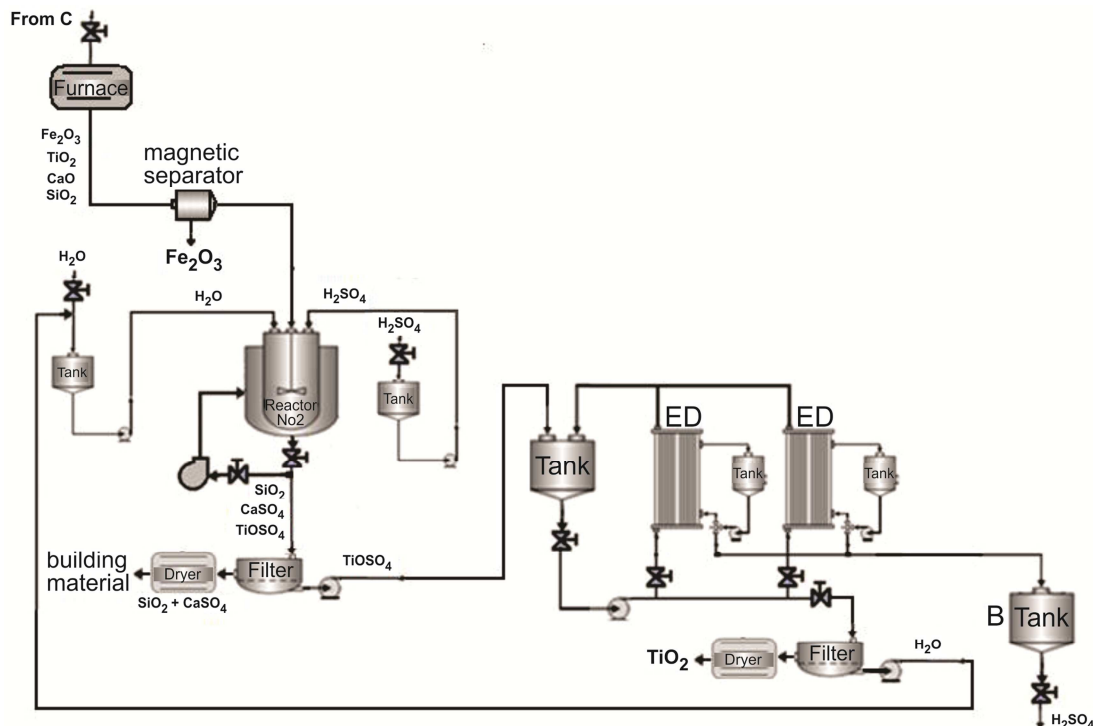 From C
Furnace
Fe₂O₃
TiO₂
CaO
SiO₂
magnetic
separator
Fe₂O₃
H₂O
H₂O
H₂SO₄
H₂SO₄
Tank
Reactor
No2
Tank
SiO₂
CaSO₄
TiOSO₄
building
material
Dryer
SiO₂ + CaSO₄
Filter
TiOSO₄
Tank
ED
Tank
ED
Tank
B
Tank
H₂SO₄
TiO₂
Dryer
Filter
H₂O